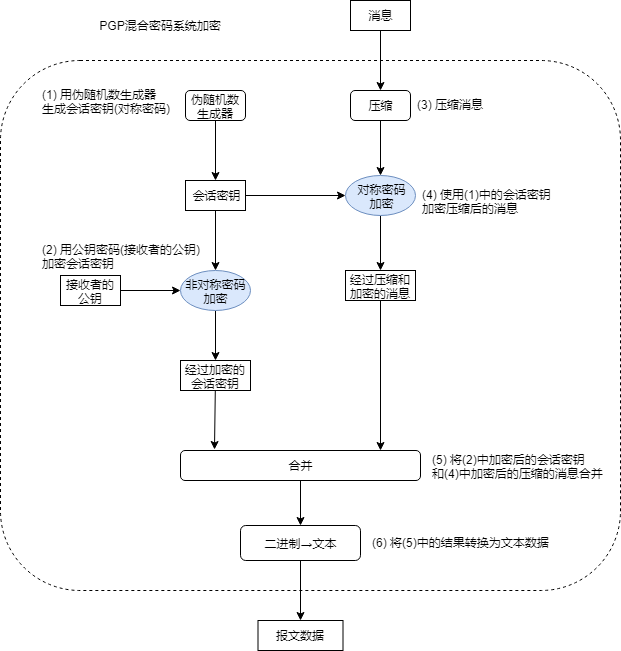 消息
PGP混合密码系统加密
(1) 用伪随机数生成器
生成会话密钥(对称密码)
伪随机数
生成器
压缩
(3) 压缩消息
会话密钥
对称密码
加密
(4) 使用(1)中的会话密钥
加密压缩后的消息
(2) 用公钥密码(接收者的公钥)
加密会话密钥
接收者的
公钥
非对称密码
加密
经过压缩和
加密的消息
经过加密的
会话密钥
合并
(5) 将(2)中加密后的会话密钥
和(4)中加密后的压缩的消息合并
二进制→文本
(6) 将(5)中的结果转换为文本数据
报文数据